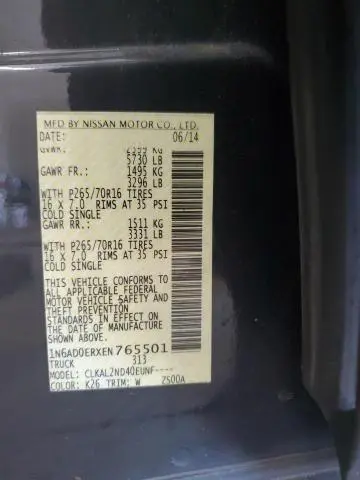 MFD BY NISSAN MOTOR CO., LTD.
DATE: 06/14
GVWR: 2599 KG
5730 LB
GAWR FR.: 1495 KG
3296 LB
WITH P265/70R16 TIRES
16 X 7.0 RIMS AT 35 PSI
COLD SINGLE
GAWR RR.: 1511 KG
3331 LB
WITH P265/70R16 TIRES
16 X 7.0 RIMS AT 35 PSI
COLD SINGLE
THIS VEHICLE CONFORMS TO
ALL APPLICABLE FEDERAL
MOTOR VEHICLE SAFETY AND
THEFT PREVENTION
STANDARDS IN EFFECT ON
THE DATE OF MANUFACTURE
SHOWN ABOVE.
1N6AD0ERXEN765501
TRUCK 313
MODEL: CLKAL2ND40EUNF----
COLOR: K26 TRIM: W Z500A